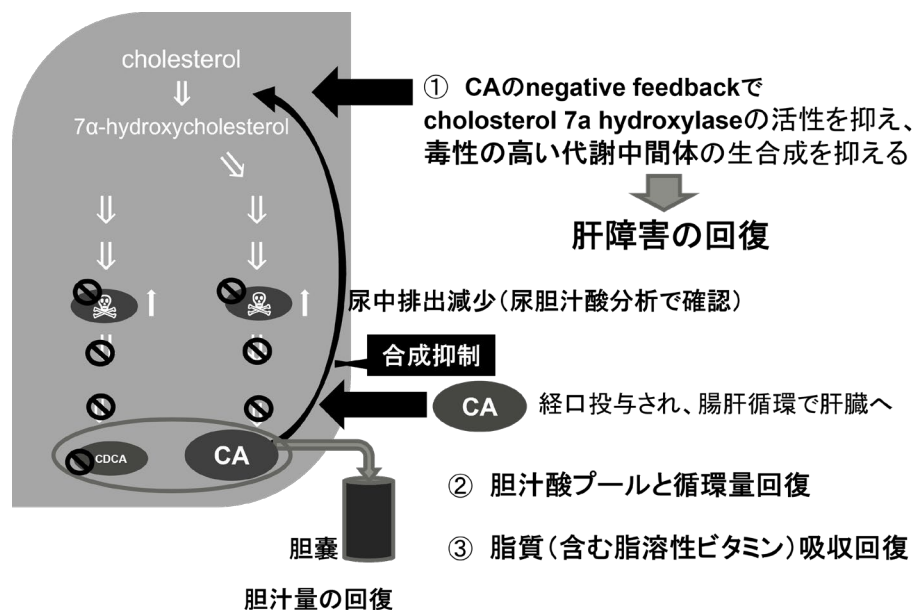 cholesterol
7α-hydroxycholesterol
① CAのnegative feedbackで
cholosterol 7a hydroxylaseの活性を抑え、
毒性の高い代謝中間体の生合成を抑える
肝障害の回復
尿中排出減少（尿胆汁酸分析で確認）
合成抑制
CA 経口投与され、腸肝循環で肝臓へ
CDCA
CA
② 胆汁酸プールと循環量回復
③ 脂質（含む脂溶性ビタミン）吸収回復
胆嚢
胆汁量の回復